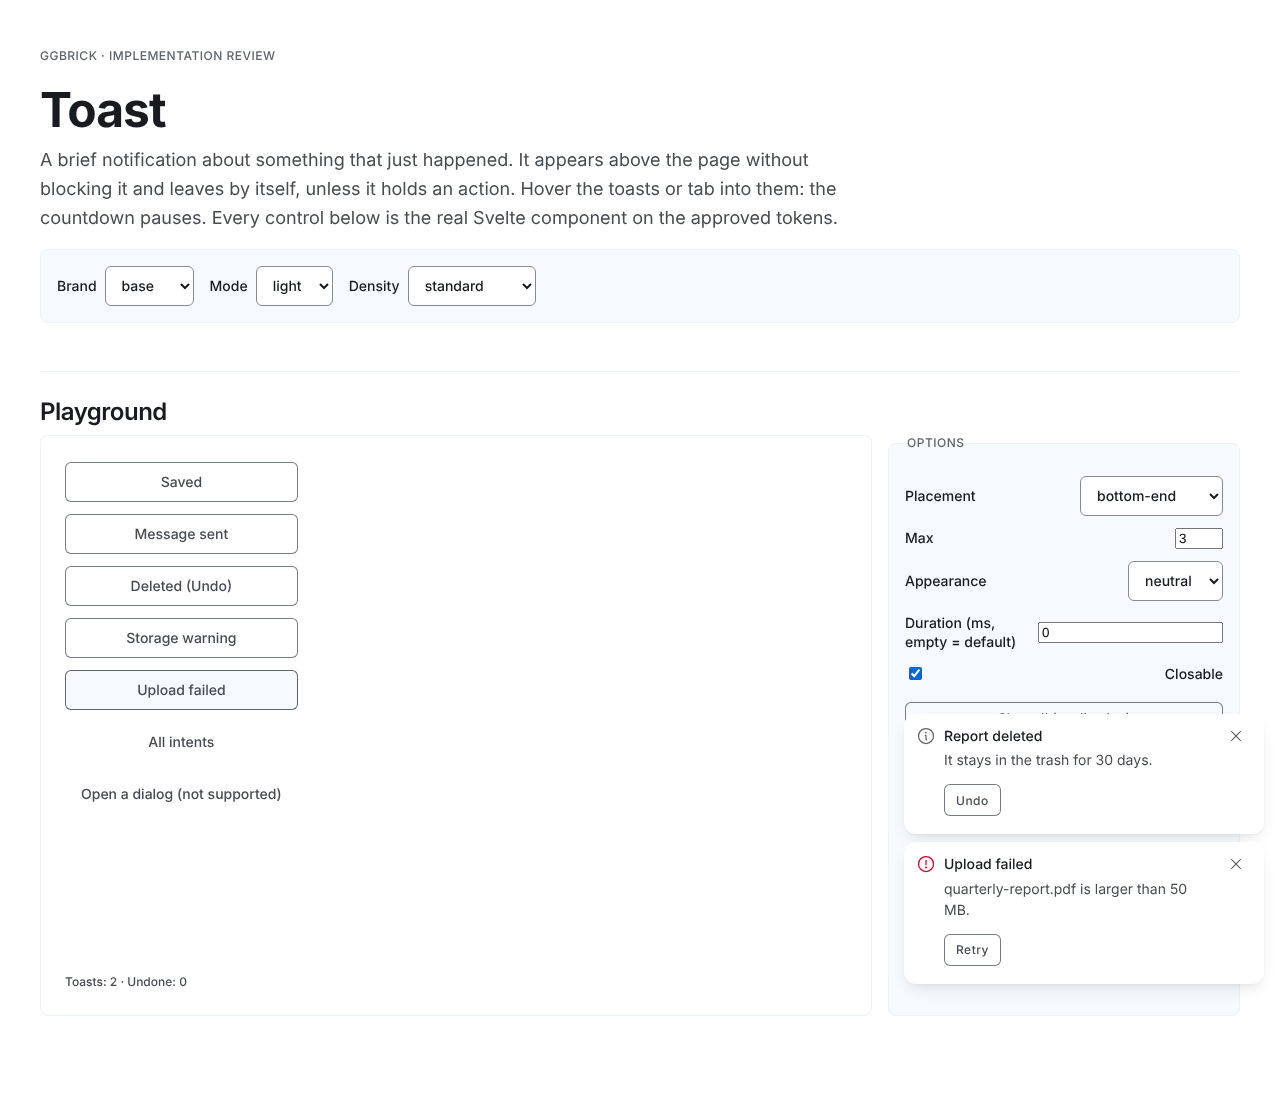 GGBRICK · IMPLEMENTATION REVIEW
Toast
A brief notification about something that just happened. It appears above the page without
blocking it and leaves by itself, unless it holds an action. Hover the toasts or tab into them: the
countdown pauses. Every control below is the real Svelte component on the approved tokens.
Brand base Mode light Density standard
Playground
Saved
Message sent
Deleted (Undo)
Storage warning
Upload failed
All intents
Open a dialog (not supported)
Toasts: 2 · Undone: 0
OPTIONS
Placement bottom-end
Max 3
Appearance neutral
Duration (ms,
empty = default) 0
Closable
Report deleted
It stays in the trash for 30 days.
Undo
Upload failed
quarterly-report.pdf is larger than 50
MB.
Retry